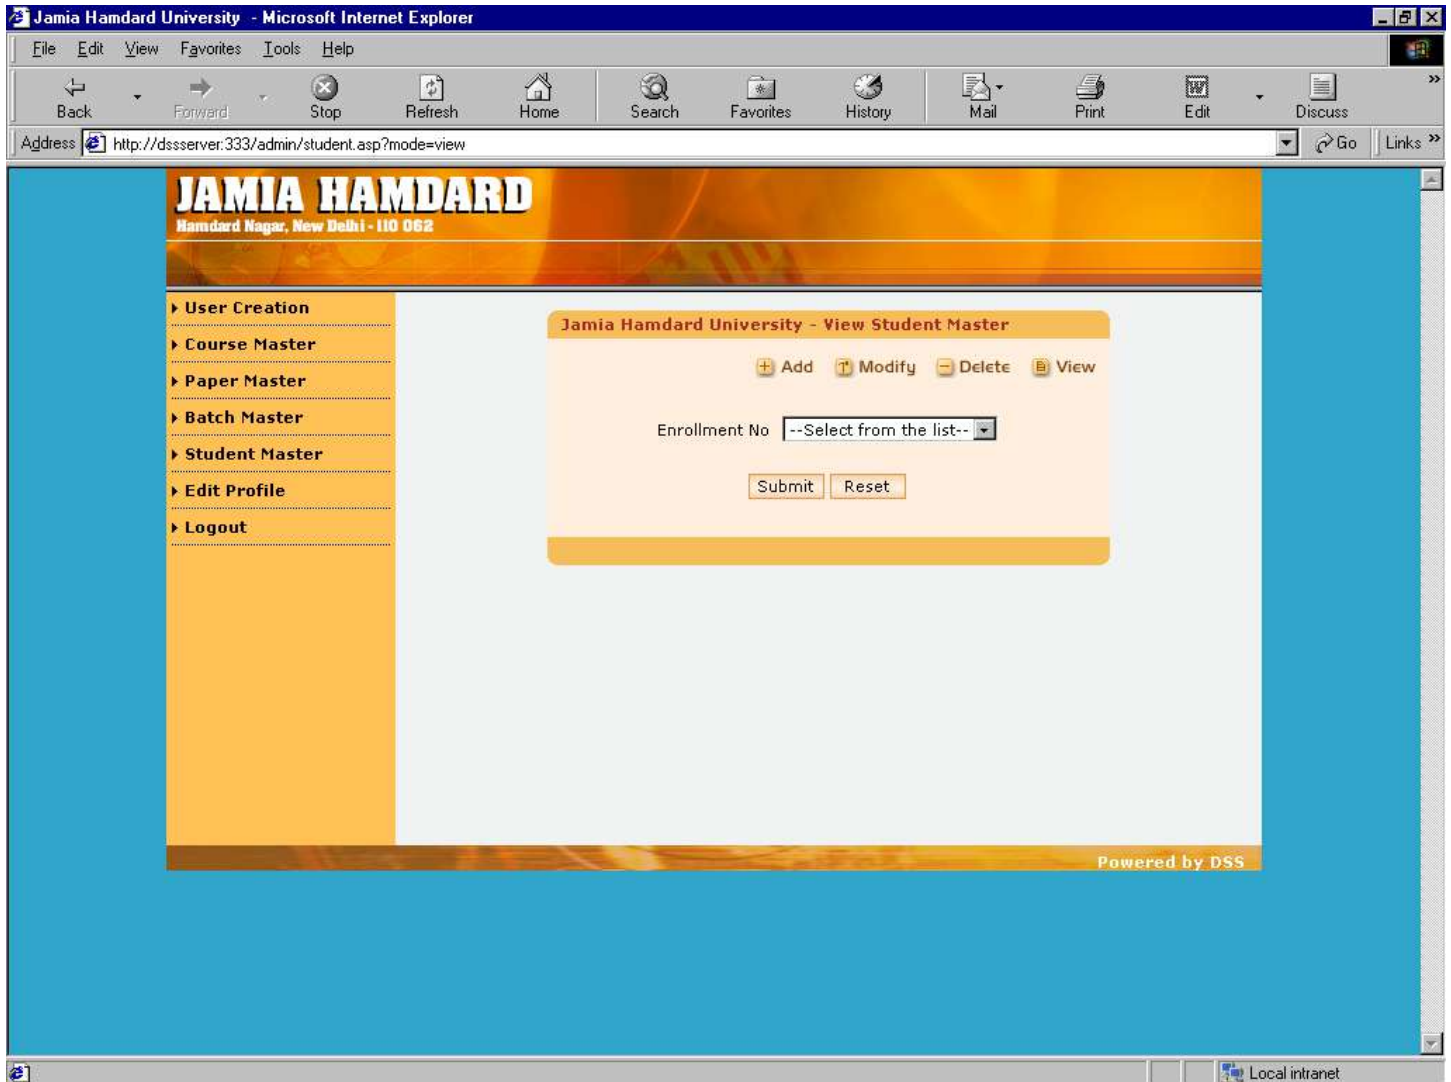 Jamia Hamdard University - Microsoft Internet Explorer
File Edit View Favorites Tools Help
Back Forward Stop Refresh Home Search Favorites History Mail Print Edit Discuss »
Address http://dssserver:333/admin/student.asp?mode=view Go Links »
JAMIA HAMDARD
Hamdard Nagar, New Delhi - 110 062
User Creation
Course Master
Paper Master
Batch Master
Student Master
Edit Profile
Logout
Jamia Hamdard University - View Student Master
Add Modify Delete View
Enrollment No --Select from the list--
Submit Reset
Powered by DSS
Local intranet